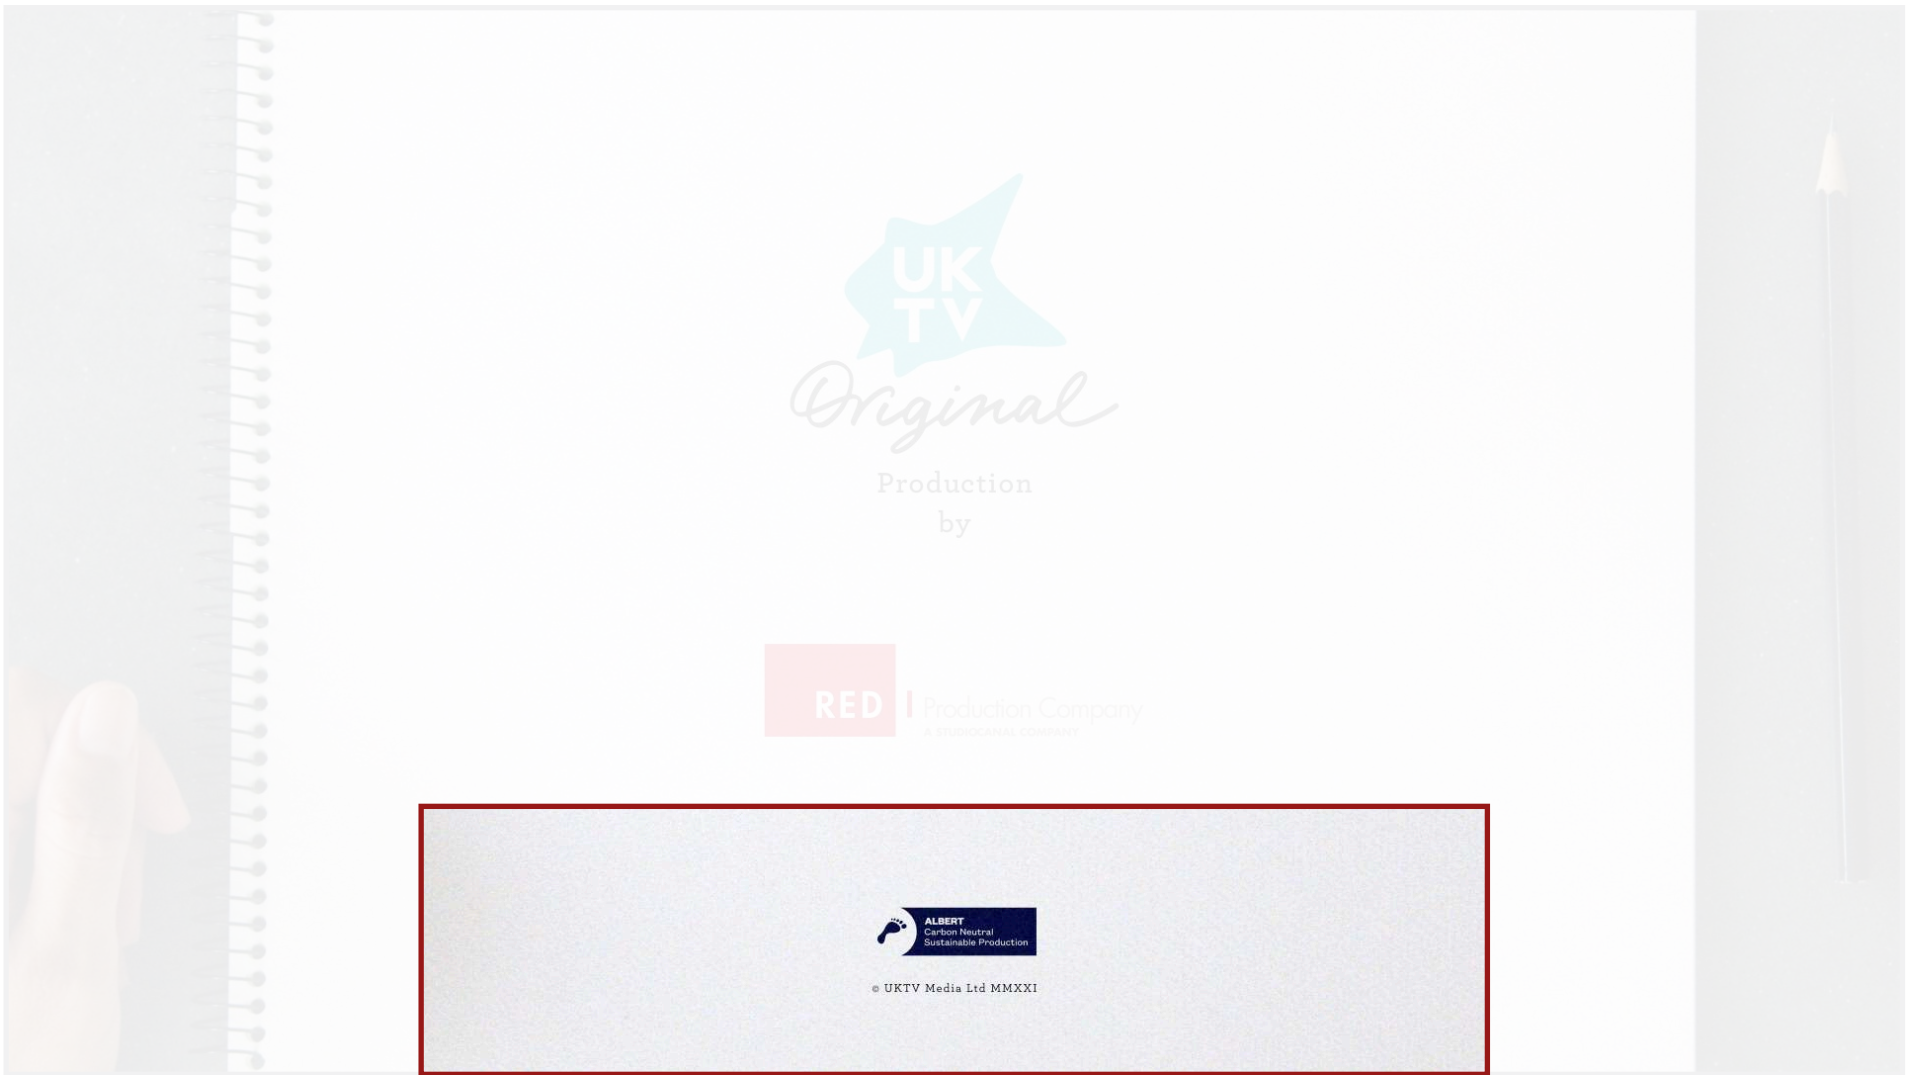 UK
TV
Original
Production
by
RED | Production Company
A STUDIOCANAL COMPANY
ALBERT
Carbon Neutral
Sustainable Production
© UKTV Media Ltd MMXXI